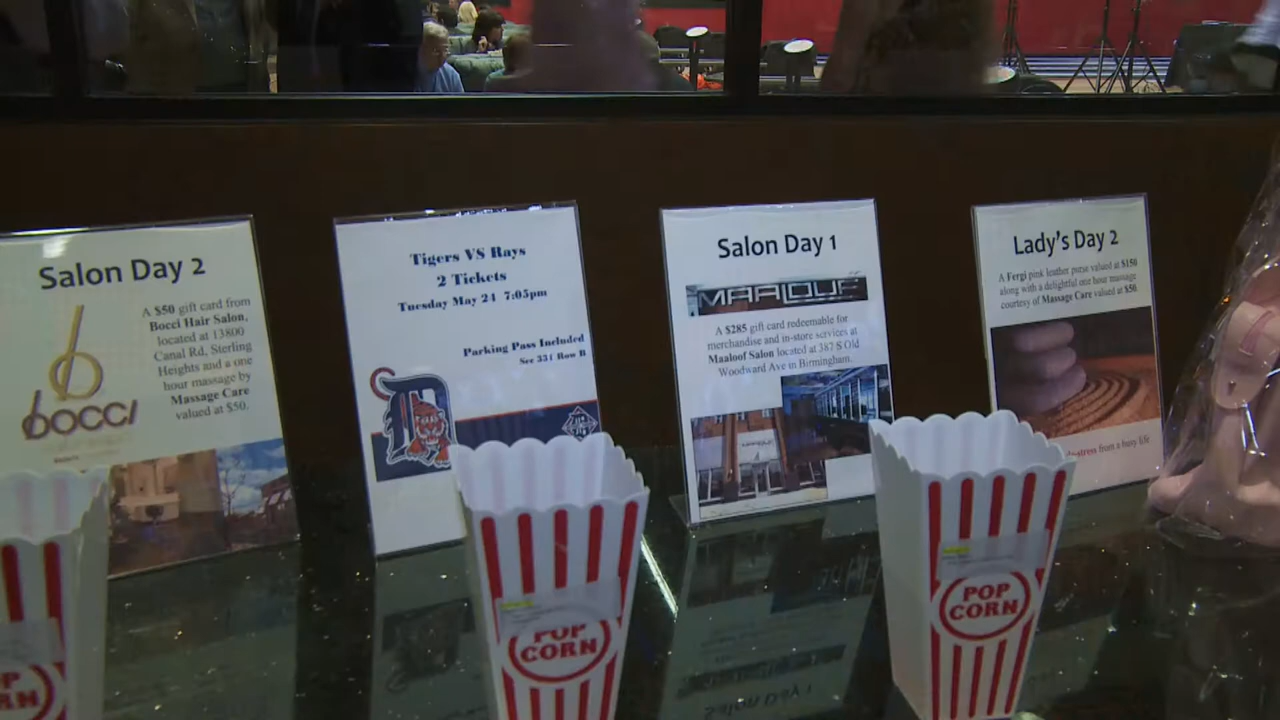 Salon Day 2
A $50 gift card from
Bocci Hair Salon,
located at 13800
Canal Rd, Sterling
Heights and a one
hour massage by
Massage Care
valued at $50.
bocci
Tigers VS Rays
2 Tickets
Tuesday May 24 7:05pm
Parking Pass Included
Sec 331 Row B
Salon Day 1
MAALOUF
A $285 gift card redeemable for
merchandise and in-store services at
Maaloof Salon located at 387 S Old
Woodward Ave in Birmingham.
Lady's Day 2
A Fergi pink leather purse valued at $150
along with a delightful one hour massage
courtesy of Massage Care valued at $50
from a busy life
POP
CORN
POP
CORN